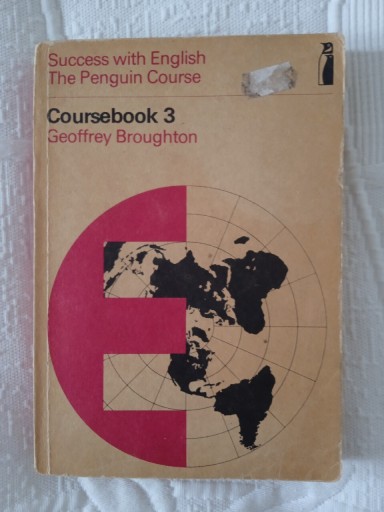 Success with English
The Penguin Course
Coursebook 3
Geoffrey Broughton
E